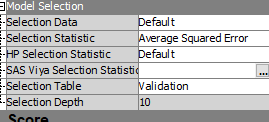 Model Selection
Selection Data Default
Selection Statistic Average Squared Error
HP Selection Statistic Default
SAS Viya Selection Statistic ...
Selection Table Validation
Selection Depth 10
Score